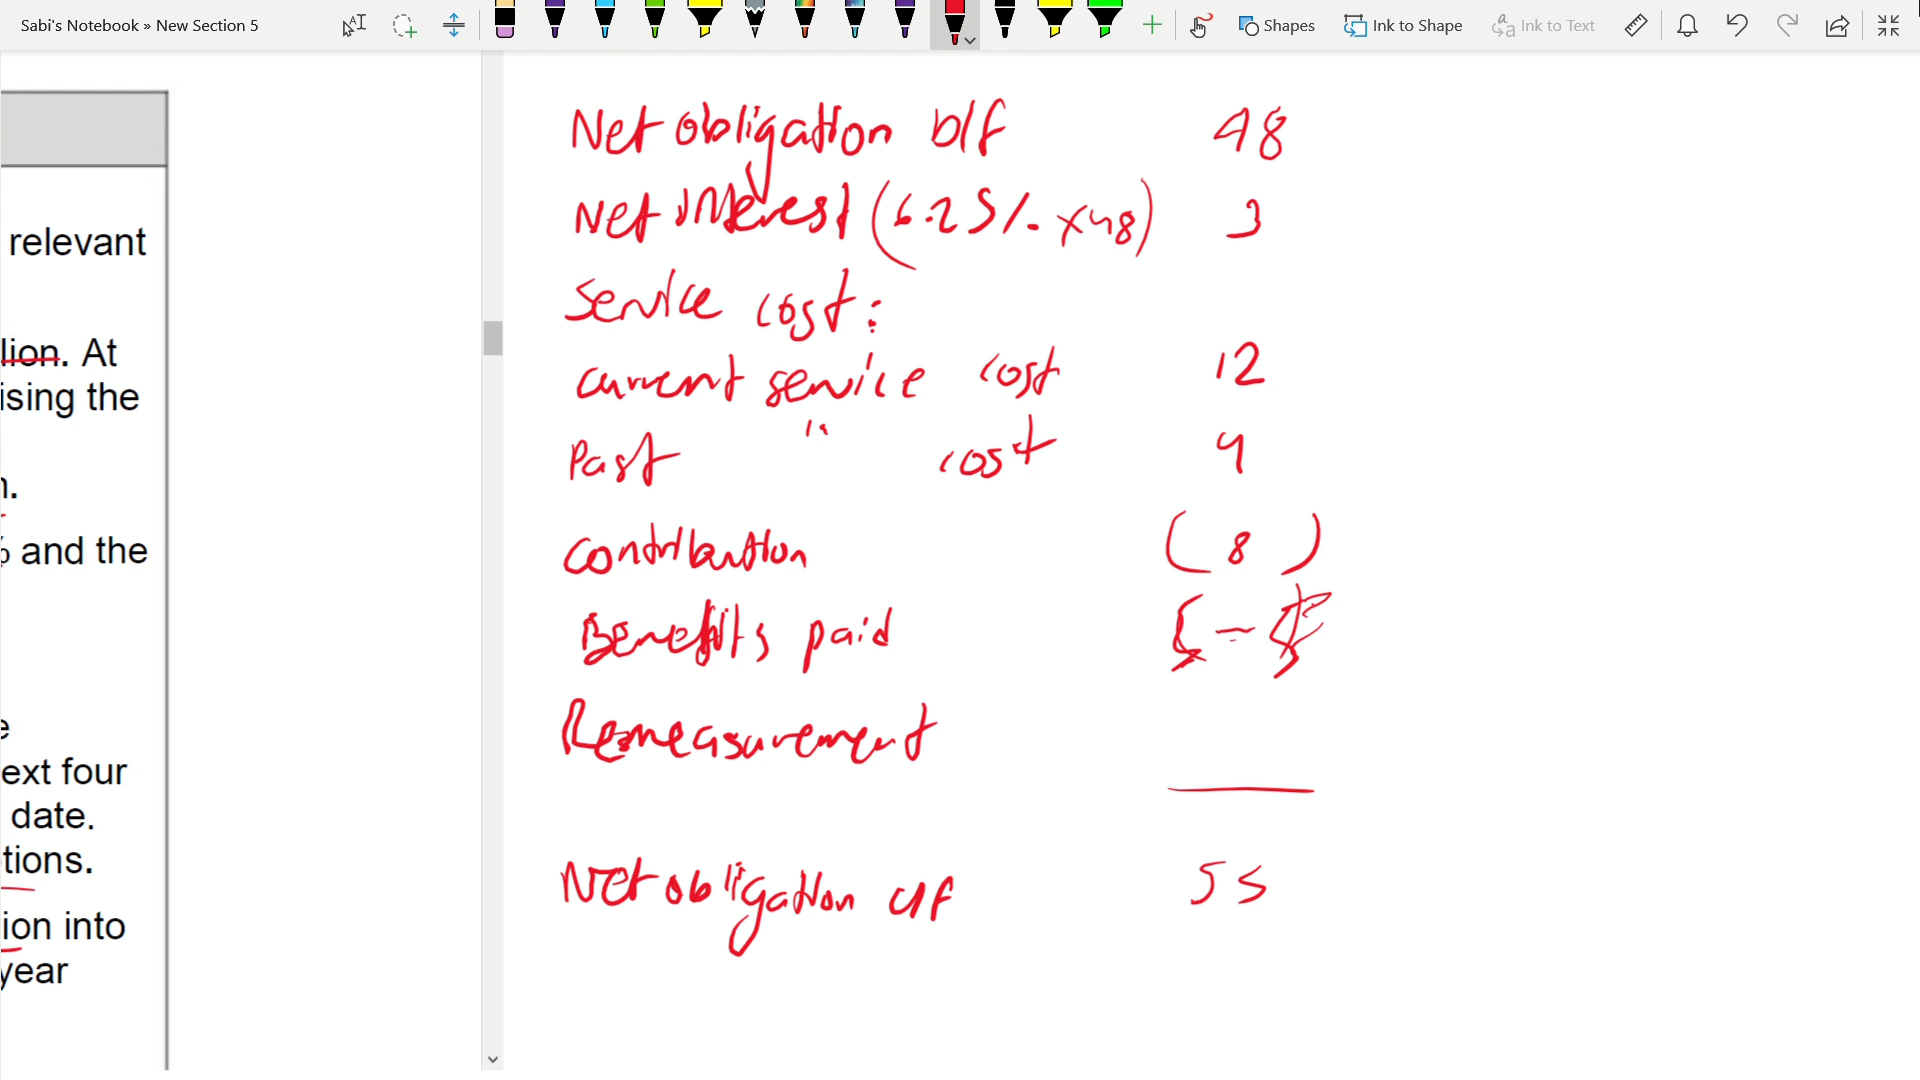 Sabi's Notebook » New Section 5
Shapes
Ink to Shape
Ink to Text
relevant
lion. At
ising the
n.
% and the
e
ext four
date.
tions.
ion into
year
Net obligation b/f 48
Net interest (6.25% x48) 3
Service cost:
current service cost 12
Past " cost 4
contribution (8)
Benefits paid -
Remeasurement
Net obligation c/f 55